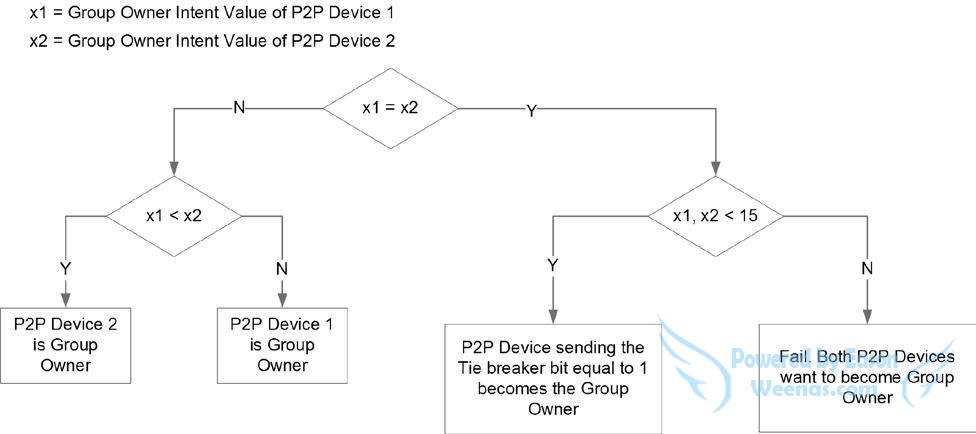 x1 = Group Owner Intent Value of P2P Device 1
x2 = Group Owner Intent Value of P2P Device 2
x1 = x2
N
Y
x1 < x2
x1, x2 < 15
Y
N
Y
N
P2P Device 2
is Group
Owner
P2P Device 1
is Group
Owner
P2P Device sending the
Tie breaker bit equal to 1
becomes the Group
Owner
Fail. Both P2P Devices
want to become Group
Owner
Powered by Eason
Weenas.com